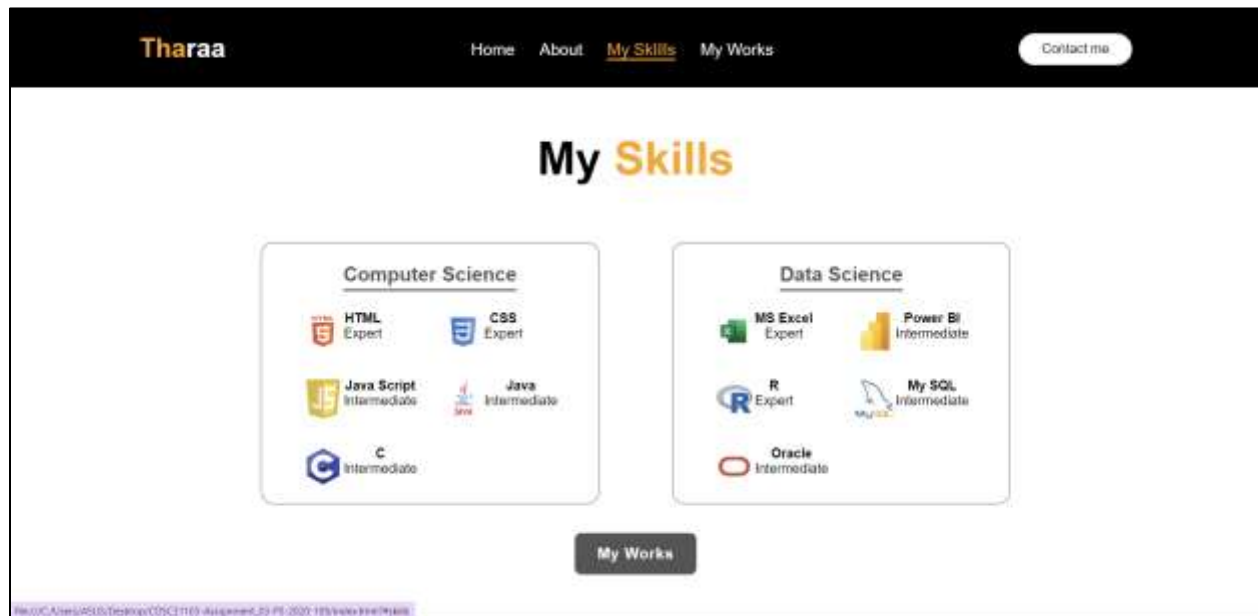 Tharaa
Home About My Skills My Works
Contact me
My Skills
Computer Science
HTML
Expert
CSS
Expert
Java Script
Intermediate
Java
Intermediate
C
Intermediate
Data Science
MS Excel
Expert
Power BI
Intermediate
R
Expert
My SQL
Intermediate
Oracle
Intermediate
My Works